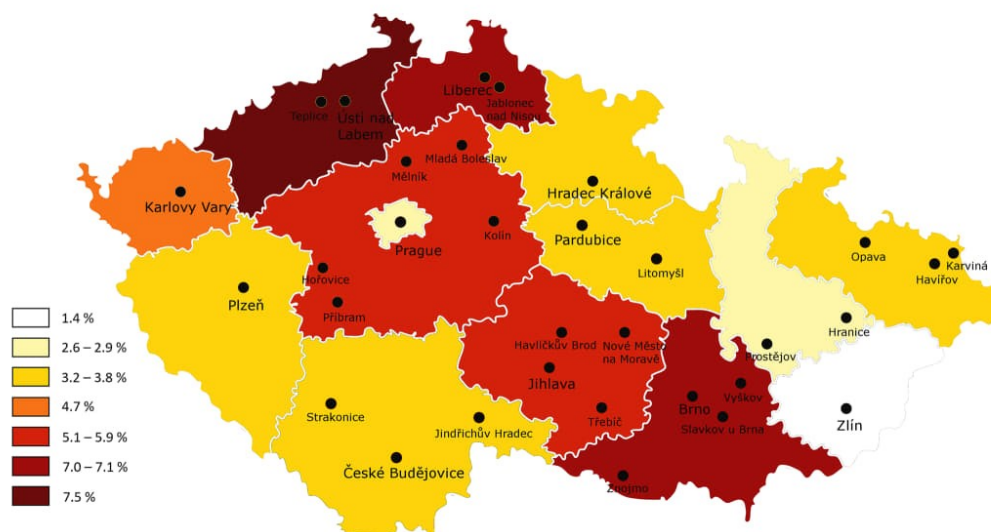 Liberec
Jablonec
nad Nisou
Teplice
Ústí nad
Labem
Mladá Boleslav
Mělník
Karlovy Vary
Hradec Králové
Prague
Kolín
Pardubice
Litomyšl
Opava
Karviná
Havířov
Hořovice
Plzeň
Příbram
Hranice
Havlíčkův Brod
Nové Město
na Moravě
Prostějov
Jihlava
Vyškov
Strakonice
Třebíč
Brno
Slavkov u Brna
Zlín
Jindřichův Hradec
České Budějovice
Znojmo
1.4 %
2.6 – 2.9 %
3.2 – 3.8 %
4.7 %
5.1 – 5.9 %
7.0 – 7.1 %
7.5 %